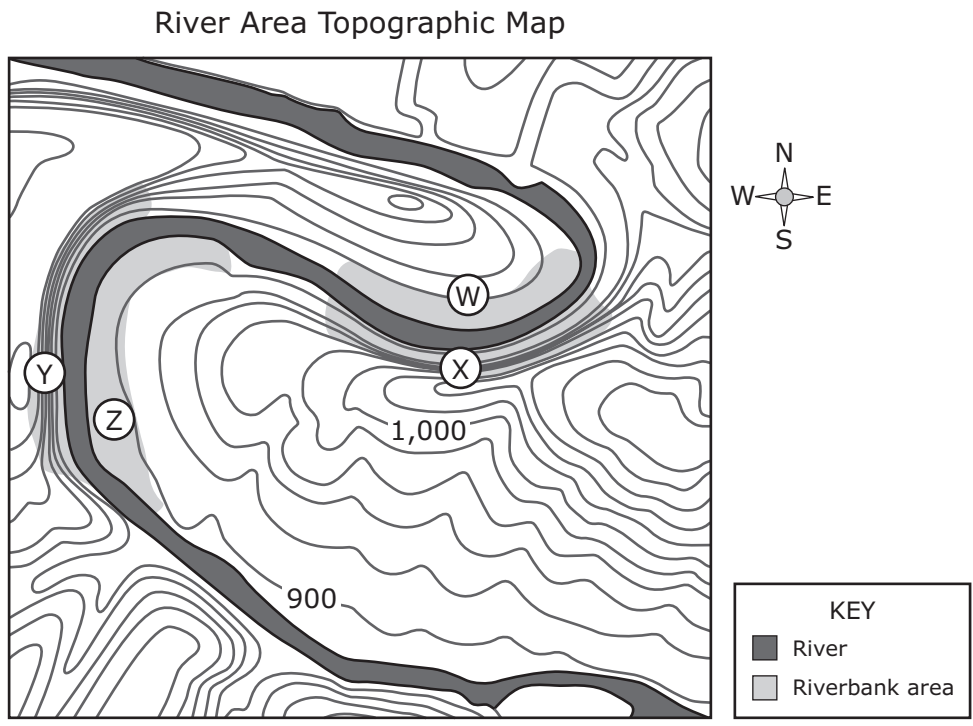 River Area Topographic Map
N
W E
S
W
X
Y
Z
1,000
900
KEY
River
Riverbank area